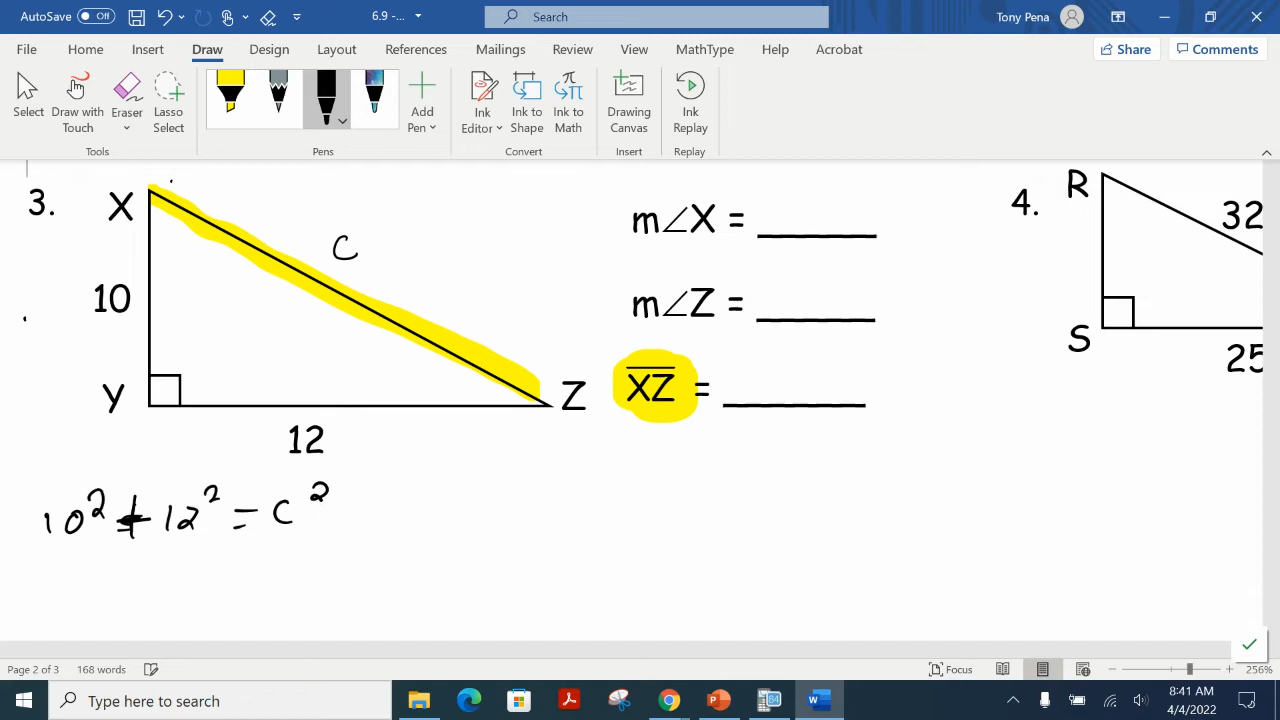 AutoSave Off 6.9 -... Search Tony Pena
File Home Insert Draw Design Layout References Mailings Review View MathType Help Acrobat Share Comments
Select Draw with Touch Eraser Lasso Select Add Pen Ink Editor Ink to Shape Ink to Math Drawing Canvas Ink Replay
Tools Pens Convert Insert Replay
3. X C m∠X = ______ 4. R 32
10 m∠Z = ______
Y Z XZ = _______ S 25
12
10² + 12² = c²
Page 2 of 3 168 words Focus 256%
Type here to search 84 8:41 AM
4/4/2022